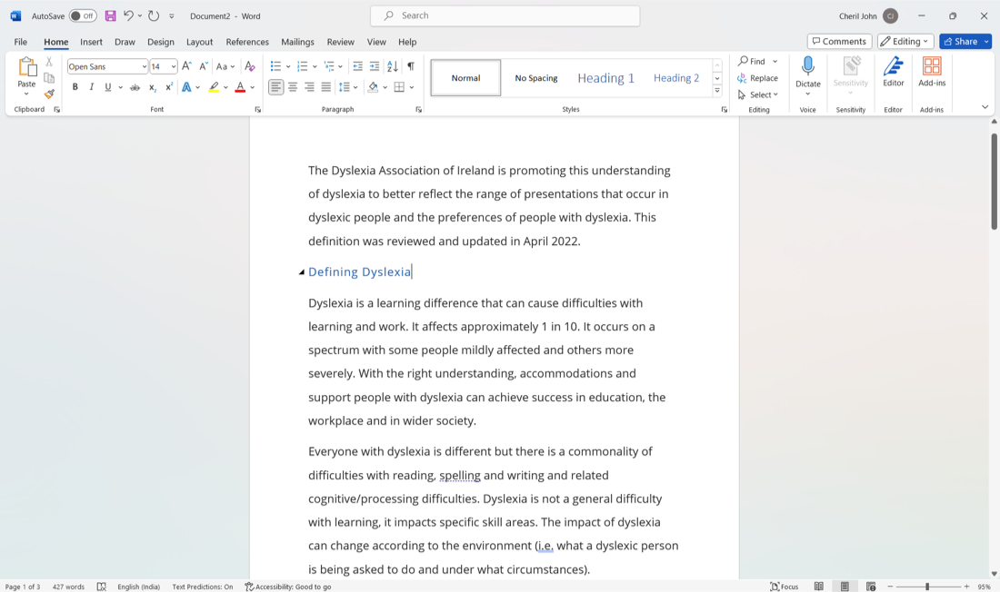 AutoSave Off Document2 - Word Search Cheril John CJ
File Home Insert Draw Design Layout References Mailings Review View Help Comments Editing Share
Paste Open Sans 14 Aa Normal No Spacing Heading 1 Heading 2 Find Replace Select Dictate Sensitivity Editor Add-ins
Clipboard Font Paragraph Styles Editing Voice Sensitivity Editor Add-ins
The Dyslexia Association of Ireland is promoting this understanding
of dyslexia to better reflect the range of presentations that occur in
dyslexic people and the preferences of people with dyslexia. This
definition was reviewed and updated in April 2022.
Defining Dyslexia
Dyslexia is a learning difference that can cause difficulties with
learning and work. It affects approximately 1 in 10. It occurs on a
spectrum with some people mildly affected and others more
severely. With the right understanding, accommodations and
support people with dyslexia can achieve success in education, the
workplace and in wider society.
Everyone with dyslexia is different but there is a commonality of
difficulties with reading, spelling and writing and related
cognitive/processing difficulties. Dyslexia is not a general difficulty
with learning, it impacts specific skill areas. The impact of dyslexia
can change according to the environment (i.e. what a dyslexic person
is being asked to do and under what circumstances).
Page 1 of 3 427 words English (India) Text Predictions: On Accessibility: Good to go Focus 95%